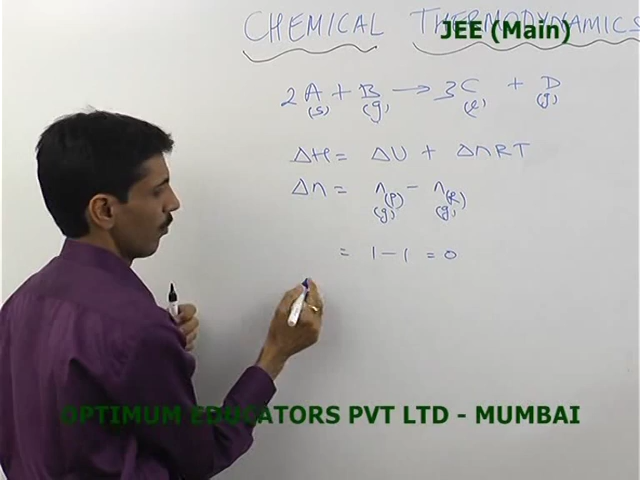 CHEMICAL THERMODYNAMICS
JEE (Main)
2A(s) + B(g) → 3C(l) + D(g)
ΔH = ΔU + ΔnRT
Δn = n(P)(g) − n(R)(g)
= 1 − 1 = 0
OPTIMUM EDUCATORS PVT LTD - MUMBAI